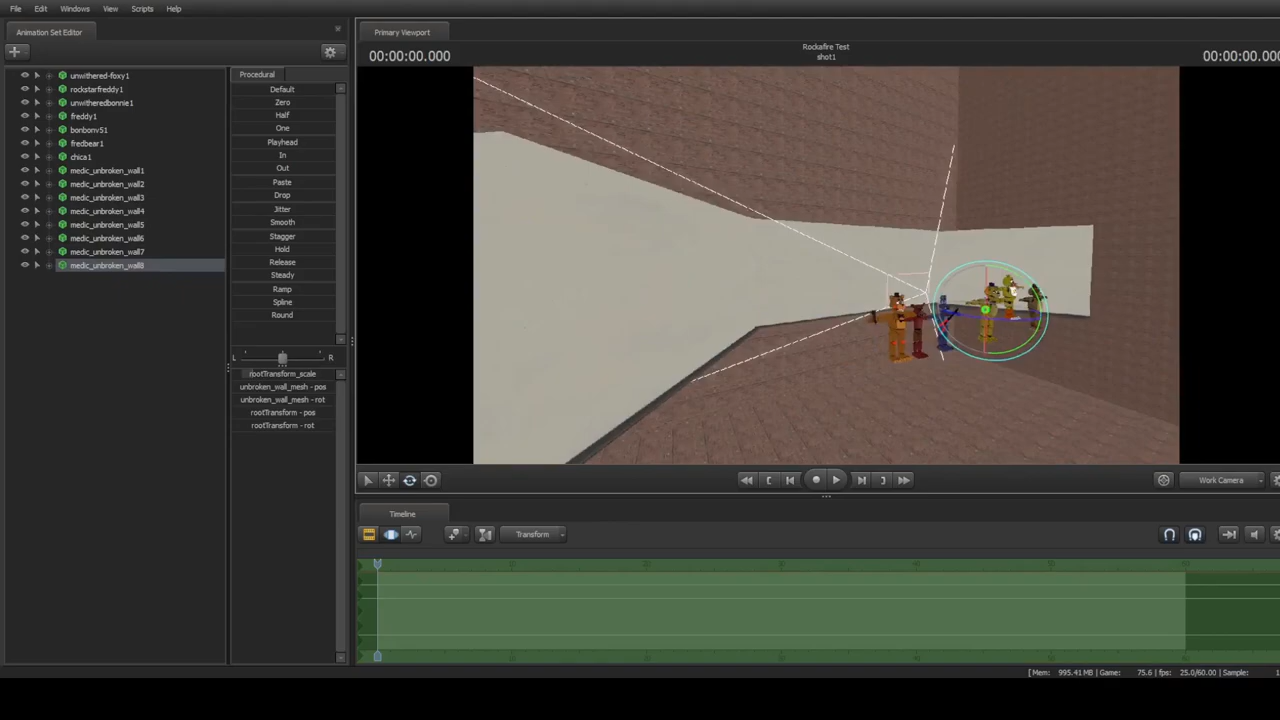 File Edit Windows View Scripts Help
Animation Set Editor
Primary Viewport
00:00:00.000
Rockafire Test
shot1
00:00:00.00
unwithered-foxy1
rockstarfreddy1
unwitheredbonnie1
freddy1
bonbonv51
fredbear1
chica1
medic_unbroken_wall1
medic_unbroken_wall2
medic_unbroken_wall3
medic_unbroken_wall4
medic_unbroken_wall5
medic_unbroken_wall6
medic_unbroken_wall7
medic_unbroken_wall8
Procedural
Default
Zero
Half
One
Playhead
In
Out
Paste
Drop
Jitter
Smooth
Stagger
Hold
Release
Steady
Ramp
Spline
Round
L R
rootTransform_scale
unbroken_wall_mesh - pos
unbroken_wall_mesh - rot
rootTransform - pos
rootTransform - rot
Work Camera
Timeline
Transform
[Mem: 995.41 MB| Game: 75.6| fps: 25.0/60.00| Sample: 1